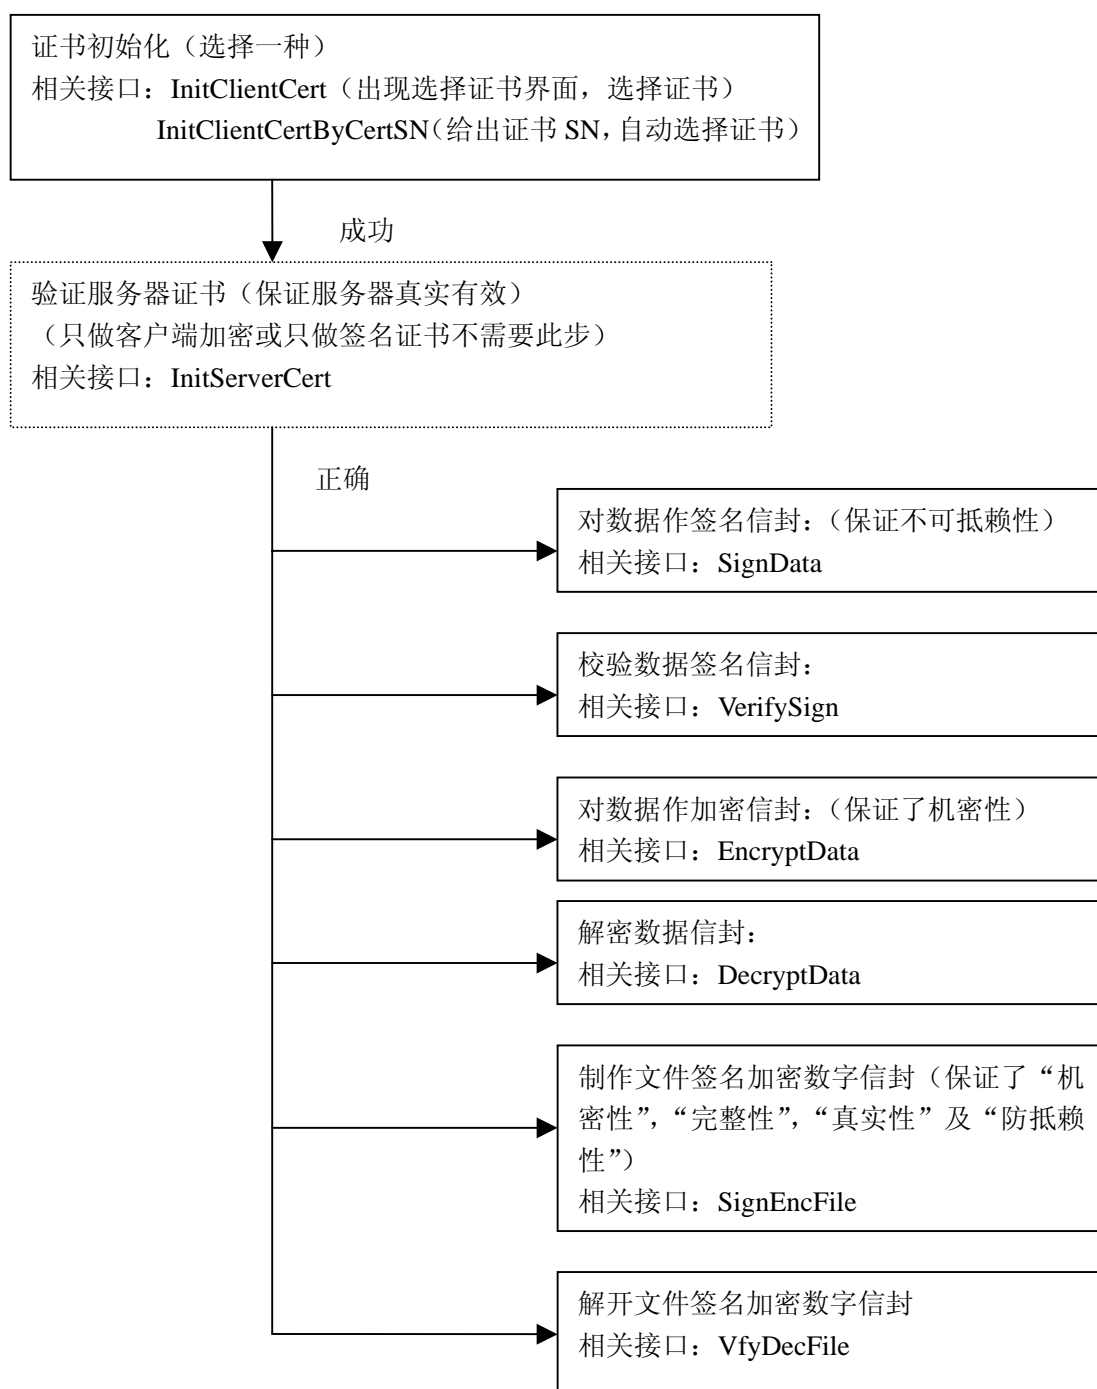 证书初始化（选择一种）
相关接口：InitClientCert（出现选择证书界面，选择证书）
InitClientCertByCertSN（给出证书 SN，自动选择证书）
成功
验证服务器证书（保证服务器真实有效）
（只做客户端加密或只做签名证书不需要此步）
相关接口：InitServerCert
正确
对数据作签名信封：（保证不可抵赖性）
相关接口：SignData
校验数据签名信封：
相关接口：VerifySign
对数据作加密信封：（保证了机密性）
相关接口：EncryptData
解密数据信封：
相关接口：DecryptData
制作文件签名加密数字信封（保证了“机
密性”，“完整性”，“真实性”及“防抵赖
性”）
相关接口：SignEncFile
解开文件签名加密数字信封
相关接口：VfyDecFile